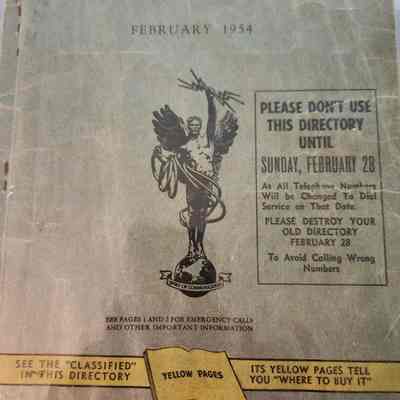 FEBRUARY 1954
PLEASE DON'T USE
THIS DIRECTORY
UNTIL
SUNDAY, FEBRUARY 28
At All Telephone Numbers
Will be Changed To Dial
Service on That Date.
PLEASE DESTROY YOUR
OLD DIRECTORY
FEBRUARY 28
To Avoid Calling Wrong
Numbers
SPIRIT OF COMMUNICATION
SEE PAGES 1 AND 2 FOR EMERGENCY CALLS
AND OTHER IMPORTANT INFORMATION
SEE THE "CLASSIFIED"
IN THIS DIRECTORY
YELLOW PAGES
ITS YELLOW PAGES TELL
YOU "WHERE TO BUY IT"